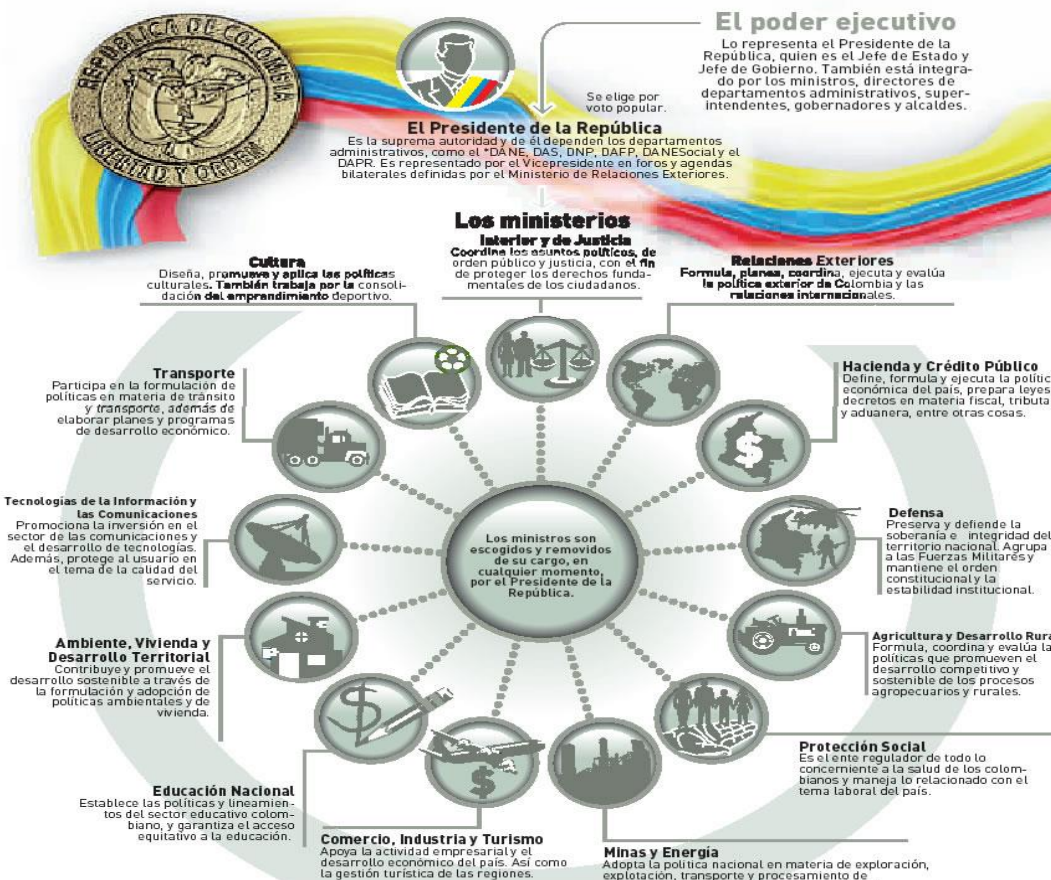 REPÚBLICA DE COLOMBIA
LIBERTAD Y ORDEN
El poder ejecutivo
Lo representa el Presidente de la
República, quien es el Jefe de Estado y
Jefe de Gobierno. También está integra-
do por los ministros, directores de
departamentos administrativos, super-
intendentes, gobernadores y alcaldes.
Se elige por
voto popular.
El Presidente de la República
Es la suprema autoridad y de él dependen los departamentos
administrativos, como el *DANE, DAS, DNP, DAFP, DANESocial y el
DAPR. Es representado por el Vicepresidente en foros y agendas
bilaterales definidas por el Ministerio de Relaciones Exteriores.
Los ministerios
Interior y de Justicia
Coordina los asuntos políticos, de
orden público y justicia, con el fin
de proteger los derechos funda-
mentales de los ciudadanos.
Cultura
Diseña, promueve y aplica las políticas
culturales. También trabaja por la consoli-
dación del emprandimiento deportivo.
Relaciones Exteriores
Formula, planea, coordina, ejecuta y evalúa
la política exterior de Colombia y las
relaciones internacionales.
Transporte
Participa en la formulación de
políticas en materia de tránsito
y transporte, además de
elaborar planes y programas
de desarrollo económico.
Hacienda y Crédito Público
Define, formula y ejecuta la polític
económica del país, prepara leyes
decretos en materia fiscal, tributa
y aduanera, entre otras cosas.
Tecnologías de la Información y
las Comunicaciones
Promociona la inversión en el
sector de las comunicaciones y
el desarrollo de tecnologías.
Además, protege al usuario en
el tema de la calidad del
servicio.
Los ministros son
escogidos y removidos
de su cargo, en
cualquier momento,
por el Presidente de la
República.
Defensa
Preserva y defiende la
soberanía e integridad del
territorio nacional. Agrupa
a las Fuerzas Militares y
mantiene el orden
constitucional y la
estabilidad institucional.
Ambiente, Vivienda y
Desarrollo Territorial
Contribuye y promueve el
desarrollo sostenible a través de
la formulación y adopción de
políticas ambientales y de
vivienda.
Agricultura y Desarrollo Rura
Formula, coordina y evalúa la
políticas que promueven el
desarrollo competitivo y
sostenible de los procesos
agropecuarios y rurales.
Protección Social
Es el ente regulador de todo lo
concerniente a la salud de los colom-
bianos y maneja lo relacionado con el
tema laboral del país.
Educación Nacional
Establece las políticas y lineamien-
tos del sector educativo colom-
biano, y garantiza el acceso
equitativo a la educación.
Comercio, Industria y Turismo
Apoya la actividad empresarial y el
desarrollo económico del país. Así como
la gestión turística de las regiones.
Minas y Energía
Adopta la política nacional en materia de exploración,
explotación, transporte y procesamiento de